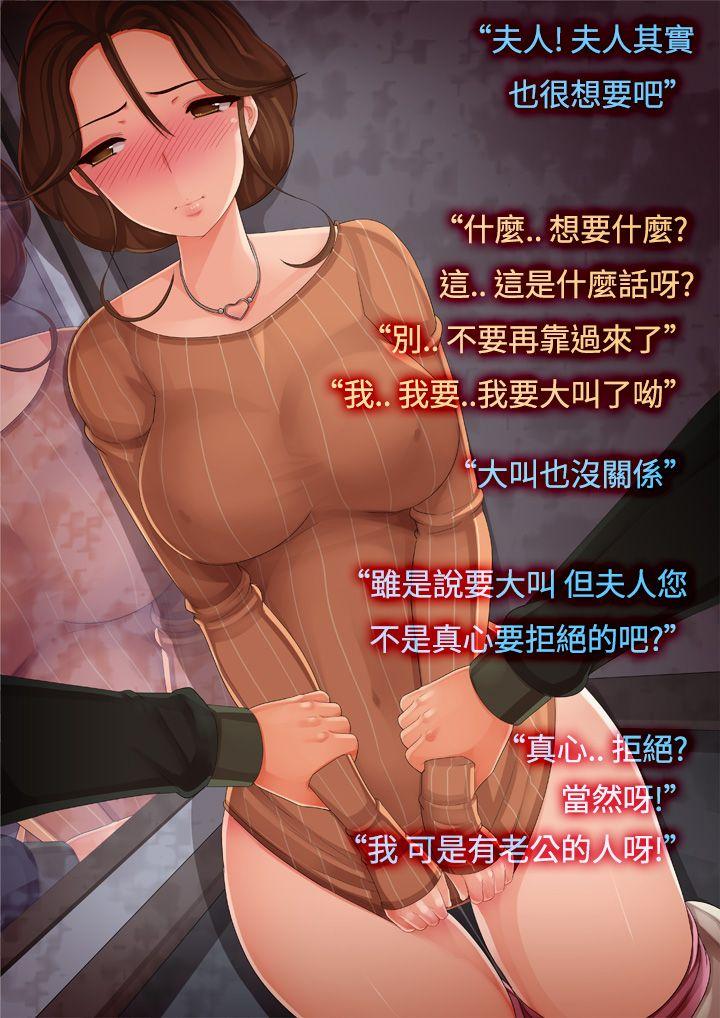 “夫人! 夫人其實
也很想要吧”
“什麼.. 想要什麼?
這.. 這是什麼話呀?
“別.. 不要再靠過來了”
“我.. 我要..我要大叫了呦”
“大叫也沒關係”
“雖是說要大叫 但夫人您
不是真心要拒絕的吧?”
“真心.. 拒絕?
當然呀!”
“我 可是有老公的人呀!”